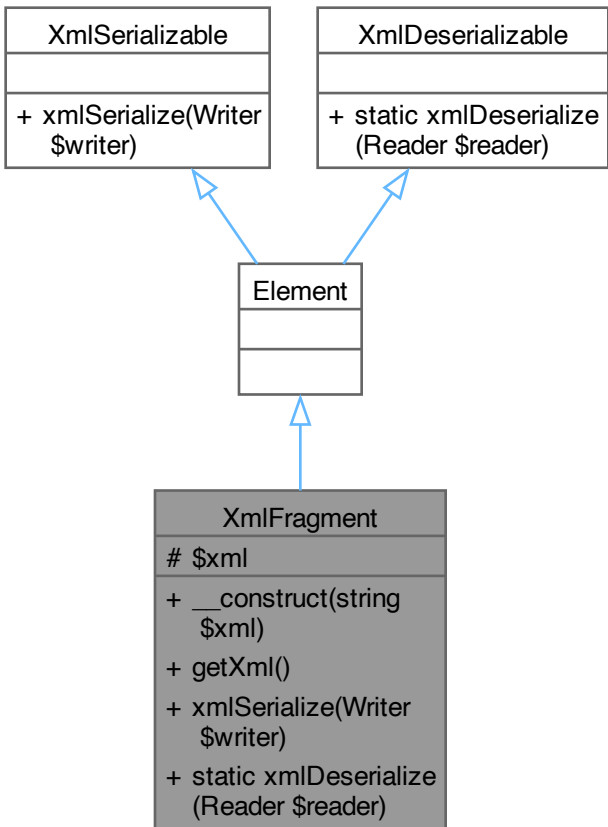 XmlSerializable
+ xmlSerialize(Writer
$writer)
XmlDeserializable
+ static xmlDeserialize
(Reader $reader)
Element
XmlFragment
# $xml
+ __construct(string
$xml)
+ getXml()
+ xmlSerialize(Writer
$writer)
+ static xmlDeserialize
(Reader $reader)